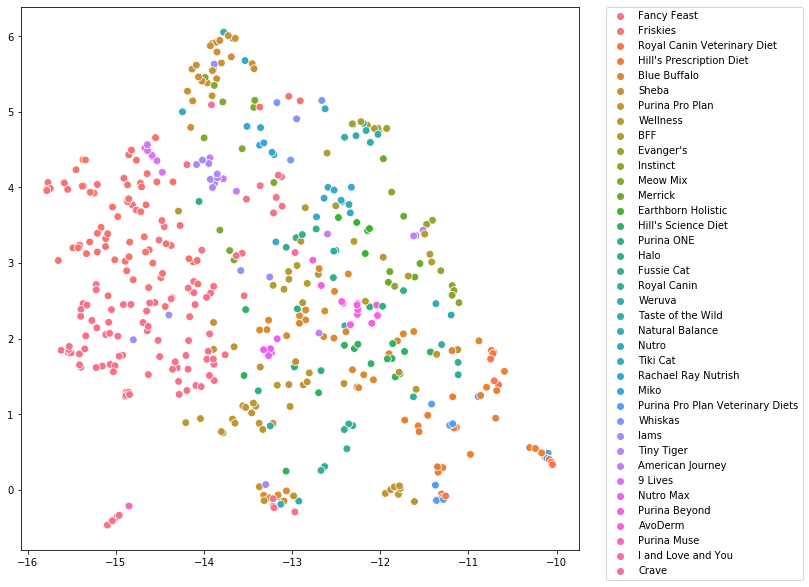 6
5
4
3
2
1
0
−16
−15
−14
−13
−12
−11
−10
Fancy Feast
Friskies
Royal Canin Veterinary Diet
Hill's Prescription Diet
Blue Buffalo
Sheba
Purina Pro Plan
Wellness
BFF
Evanger's
Instinct
Meow Mix
Merrick
Earthborn Holistic
Hill's Science Diet
Purina ONE
Halo
Fussie Cat
Royal Canin
Weruva
Taste of the Wild
Natural Balance
Nutro
Tiki Cat
Rachael Ray Nutrish
Miko
Purina Pro Plan Veterinary Diets
Whiskas
Iams
Tiny Tiger
American Journey
9 Lives
Nutro Max
Purina Beyond
AvoDerm
Purina Muse
I and Love and You
Crave